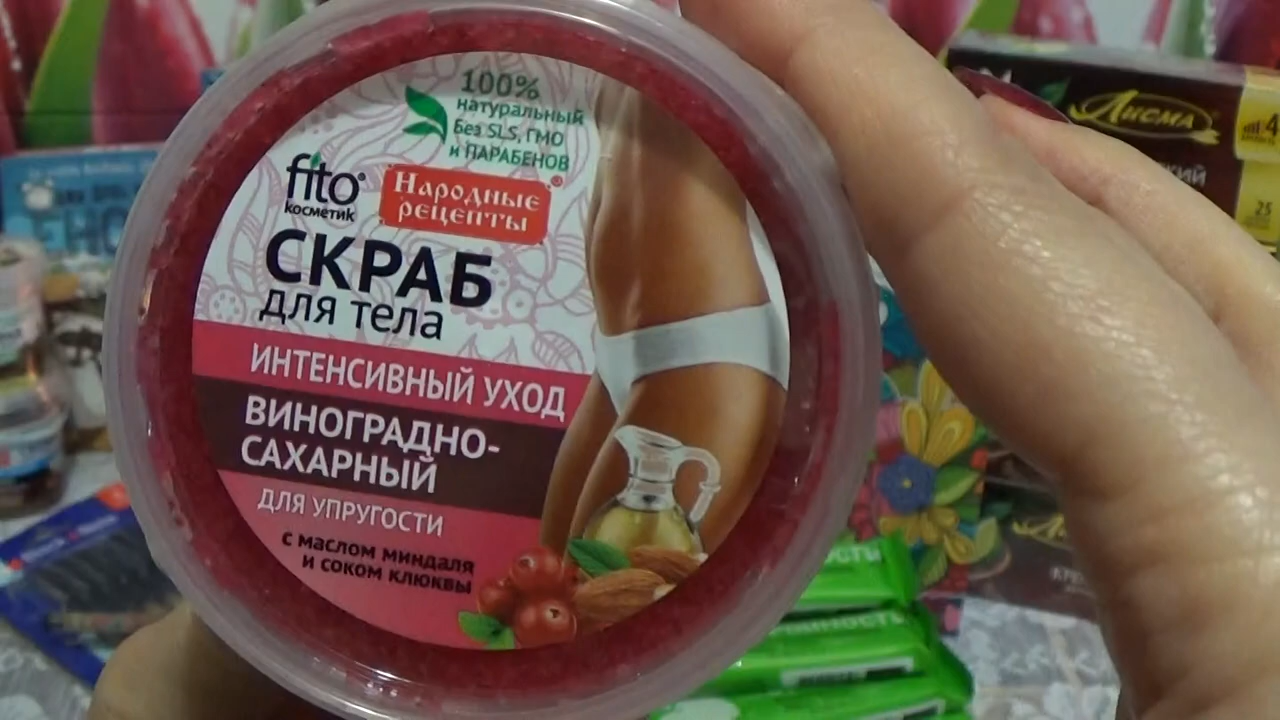 100%
натуральный
Без SLS, ГМО
и ПАРАБЕНОВ
fito®
косметик
Народные
рецепты®
СКРАБ
для тела
ИНТЕНСИВНЫЙ УХОД
ВИНОГРАДНО-
САХАРНЫЙ
ДЛЯ УПРУГОСТИ
с маслом миндаля
и соком клюквы
Лисма
25